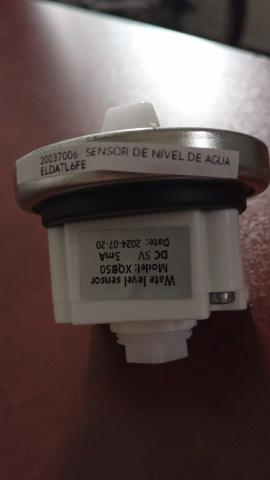 20037006 SENSOR DE NIVEL DE AGUA
ELDATL6FE
Wate level sensor
Model: XQB50
DC 5V 5mA
Date: 2024-07-20